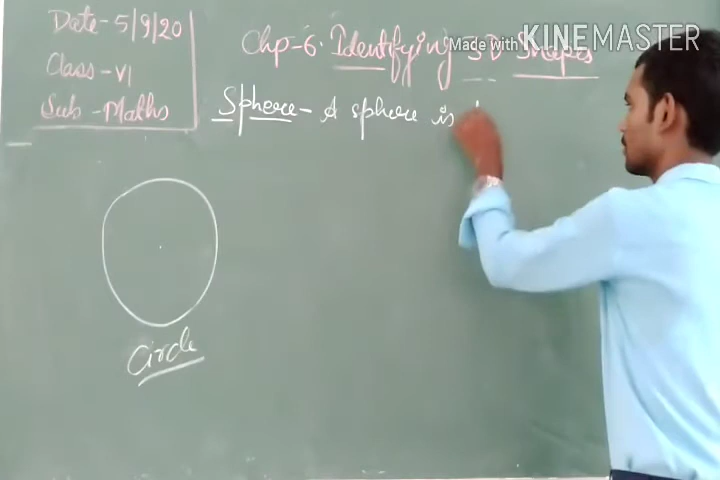 Date - 5/9/20
Class - VI
Sub - Maths
Chp-6. Identifying 3D Shapes
Made with KINEMASTER
Sphere - A sphere is
Circle